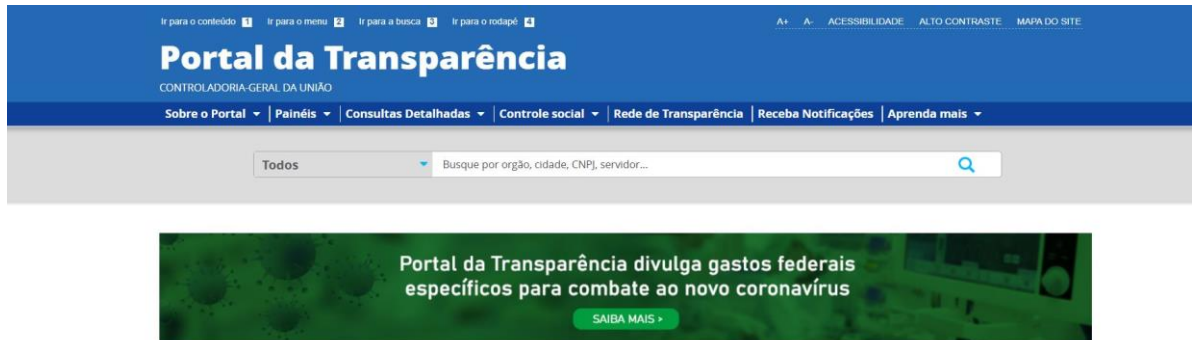 Ir para o conteúdo 1 Ir para o menu 2 Ir para a busca 3 Ir para o rodapé 4 A+ A- ACESSIBILIDADE ALTO CONTRASTE MAPA DO SITE
Portal da Transparência
CONTROLADORIA-GERAL DA UNIÃO
Sobre o Portal Painéis Consultas Detalhadas Controle social Rede de Transparência Receba Notificações Aprenda mais
Todos Busque por orgão, cidade, CNPJ, servidor...
Portal da Transparência divulga gastos federais
específicos para combate ao novo coronavírus
SAIBA MAIS >